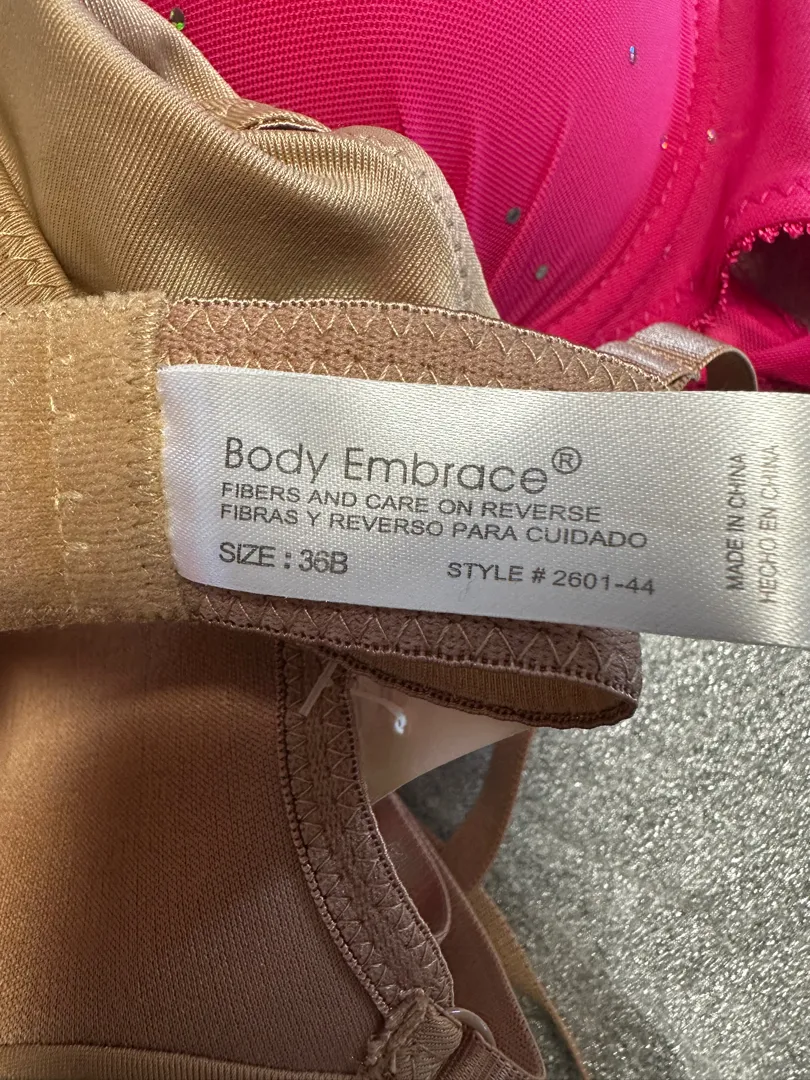 Body Embrace®
FIBERS AND CARE ON REVERSE
FIBRAS Y REVERSO PARA CUIDADO
SIZE : 36B
STYLE # 2601-44
MADE IN CHINA
HECHO EN CHINA